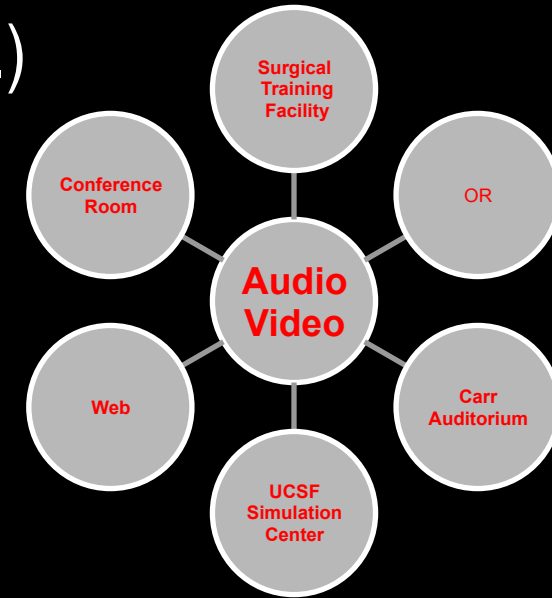 )
Surgical
Training
Facility
Conference
Room
OR
Audio
Video
Web
Carr
Auditorium
UCSF
Simulation
Center